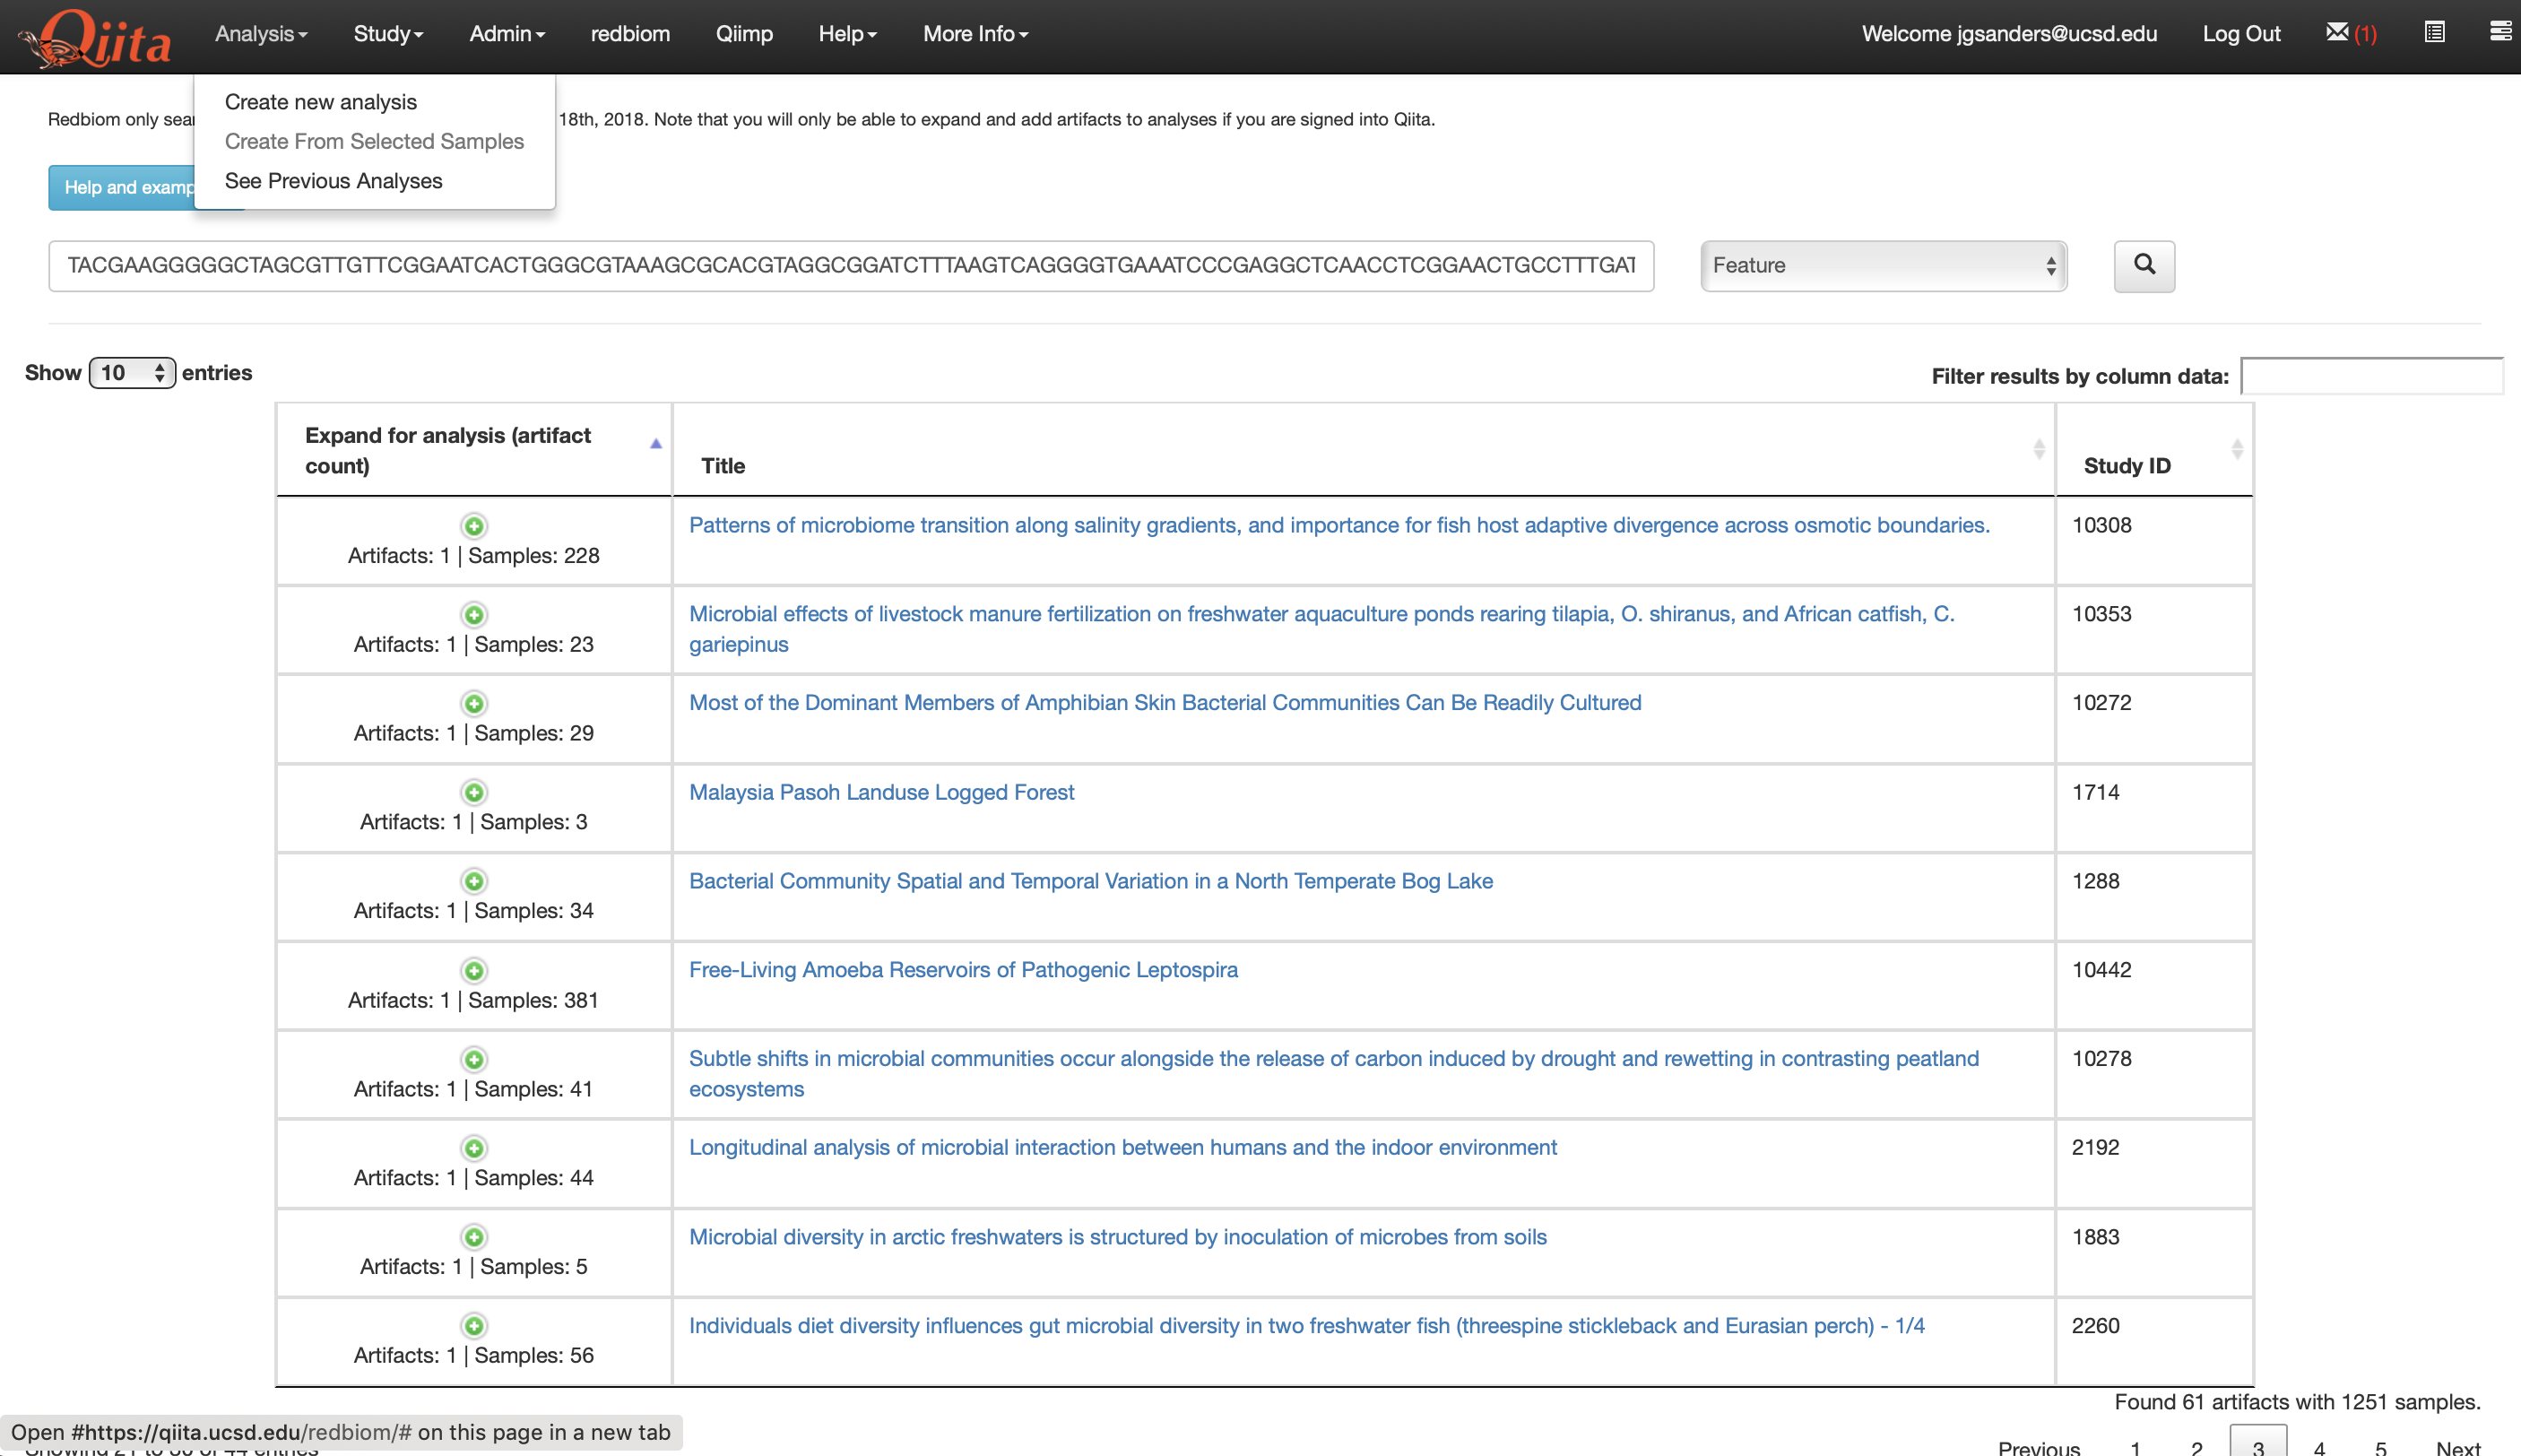 Qiita Analysis Study Admin redbiom Qiimp Help More Info Welcome jgsanders@ucsd.edu Log Out (1)
Create new analysis
Redbiom only sea 18th, 2018. Note that you will only be able to expand and add artifacts to analyses if you are signed into Qiita.
Create From Selected Samples
See Previous Analyses
Help and examp
TACGAAGGGGGCTAGCGTTGTTCGGAATCACTGGGCGTAAAGCGCACGTAGGCGGATCTTTAAGTCAGGGGTGAAATCCCGAGGCTCAACCTCGGAACTGCCTTTGAT Feature
Show 10 entries Filter results by column data:
Expand for analysis (artifact
count) Title Study ID
Patterns of microbiome transition along salinity gradients, and importance for fish host adaptive divergence across osmotic boundaries. 10308
Artifacts: 1 | Samples: 228
Microbial effects of livestock manure fertilization on freshwater aquaculture ponds rearing tilapia, O. shiranus, and African catfish, C. 10353
Artifacts: 1 | Samples: 23 gariepinus
Most of the Dominant Members of Amphibian Skin Bacterial Communities Can Be Readily Cultured 10272
Artifacts: 1 | Samples: 29
Malaysia Pasoh Landuse Logged Forest 1714
Artifacts: 1 | Samples: 3
Bacterial Community Spatial and Temporal Variation in a North Temperate Bog Lake 1288
Artifacts: 1 | Samples: 34
Free-Living Amoeba Reservoirs of Pathogenic Leptospira 10442
Artifacts: 1 | Samples: 381
Subtle shifts in microbial communities occur alongside the release of carbon induced by drought and rewetting in contrasting peatland 10278
Artifacts: 1 | Samples: 41 ecosystems
Longitudinal analysis of microbial interaction between humans and the indoor environment 2192
Artifacts: 1 | Samples: 44
Microbial diversity in arctic freshwaters is structured by inoculation of microbes from soils 1883
Artifacts: 1 | Samples: 5
Individuals diet diversity influences gut microbial diversity in two freshwater fish (threespine stickleback and Eurasian perch) - 1/4 2260
Artifacts: 1 | Samples: 56
Found 61 artifacts with 1251 samples.
Open #https://qiita.ucsd.edu/redbiom/# on this page in a new tab
Previous 1 2 3 4 5 Next